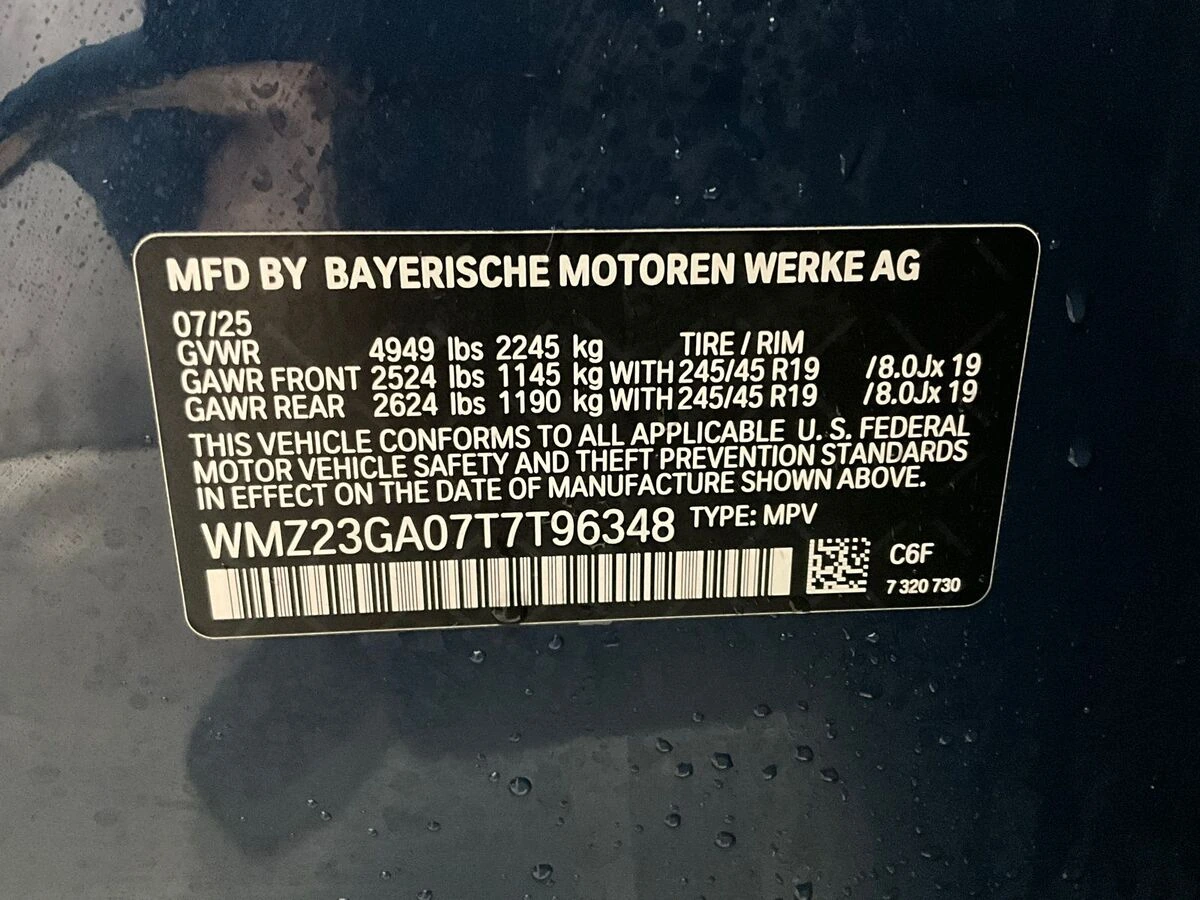 MFD BY BAYERISCHE MOTOREN WERKE AG
07/25
GVWR 4949 lbs 2245 kg TIRE / RIM
GAWR FRONT 2524 lbs 1145 kg WITH 245/45 R19 /8.0Jx 19
GAWR REAR 2624 lbs 1190 kg WITH 245/45 R19 /8.0Jx 19
THIS VEHICLE CONFORMS TO ALL APPLICABLE U. S. FEDERAL
MOTOR VEHICLE SAFETY AND THEFT PREVENTION STANDARDS
IN EFFECT ON THE DATE OF MANUFACTURE SHOWN ABOVE.
WMZ23GA07T7T96348 TYPE: MPV
C6F
7 320 730